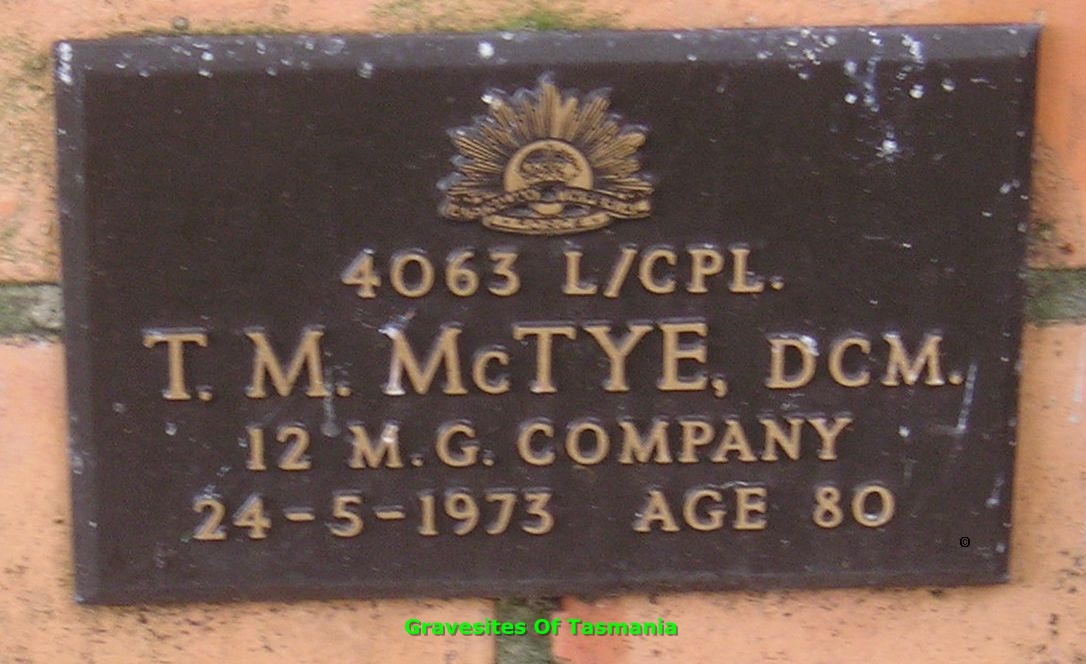 4063 L/CPL.
T. M. McTYE, DCM.
12 M.G. COMPANY
24-5-1973 AGE 80
©
Gravesites Of Tasmania